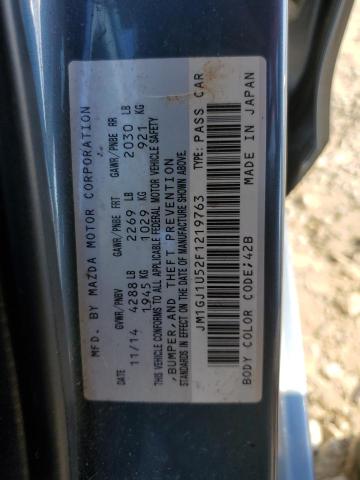 MFD. BY MAZDA MOTOR CORPORATION
GVWR/PNBV GAWR/PNBE FRT GAWR/PNBE RR
DATE 4288 LB 2269 LB 2030 LB
11/14 1,945 KG 1029 KG 921 KG
THIS VEHICLE CONFORMS TO ALL APPLICABLE FEDERAL MOTOR VEHICLE SAFETY
,BUMPER,AND THEFT PREVENTION
STANDARDS IN EFFECT ON THE DATE OF MANUFACTURE SHOWN ABOVE.
JM1GJ1U52F1219763 TYPE: PASS CAR
BODY COLOR CODE:42B MADE IN JAPAN